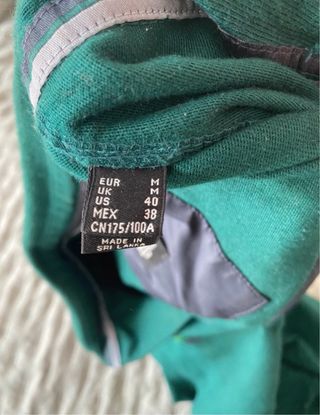 EUR M
UK M
US 40
MEX 38
CN175/100A
MADE IN
SRI LANKA